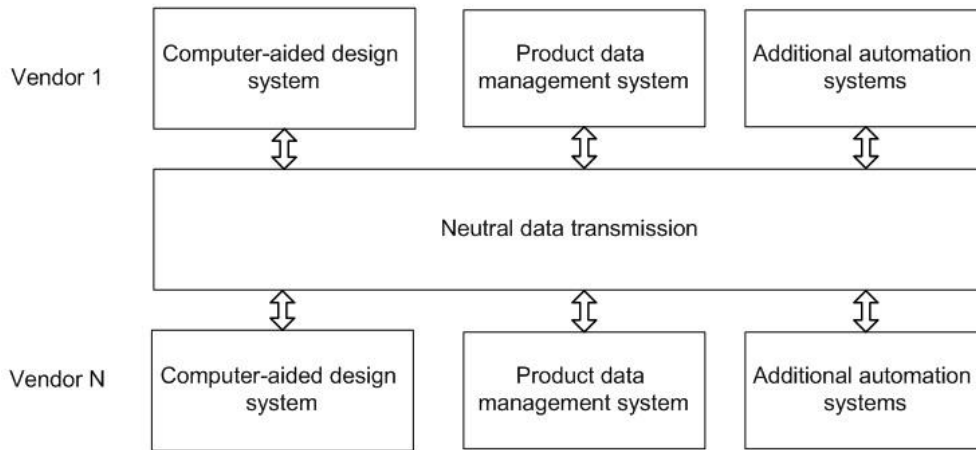 Vendor 1
Computer-aided design
system
Product data
management system
Additional automation
systems
Neutral data transmission
Vendor N
Computer-aided design
system
Product data
management system
Additional automation
systems